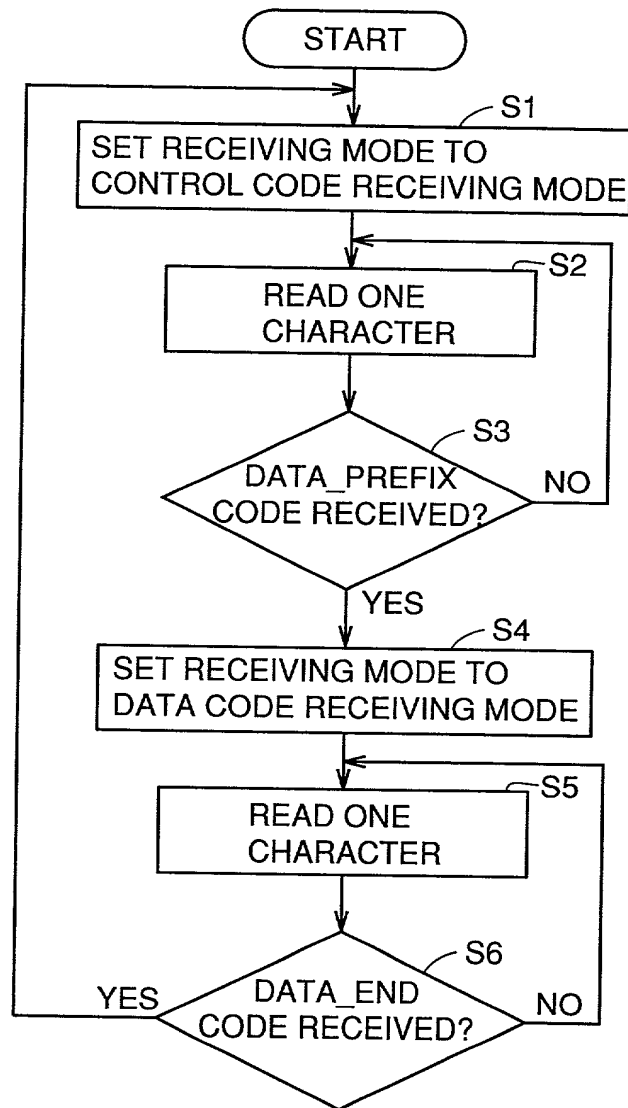 START
S1
SET RECEIVING MODE TO
CONTROL CODE RECEIVING MODE
S2
READ ONE
CHARACTER
S3
DATA_PREFIX
CODE RECEIVED?
NO
YES
S4
SET RECEIVING MODE TO
DATA CODE RECEIVING MODE
S5
READ ONE
CHARACTER
S6
YES
DATA_END
CODE RECEIVED?
NO